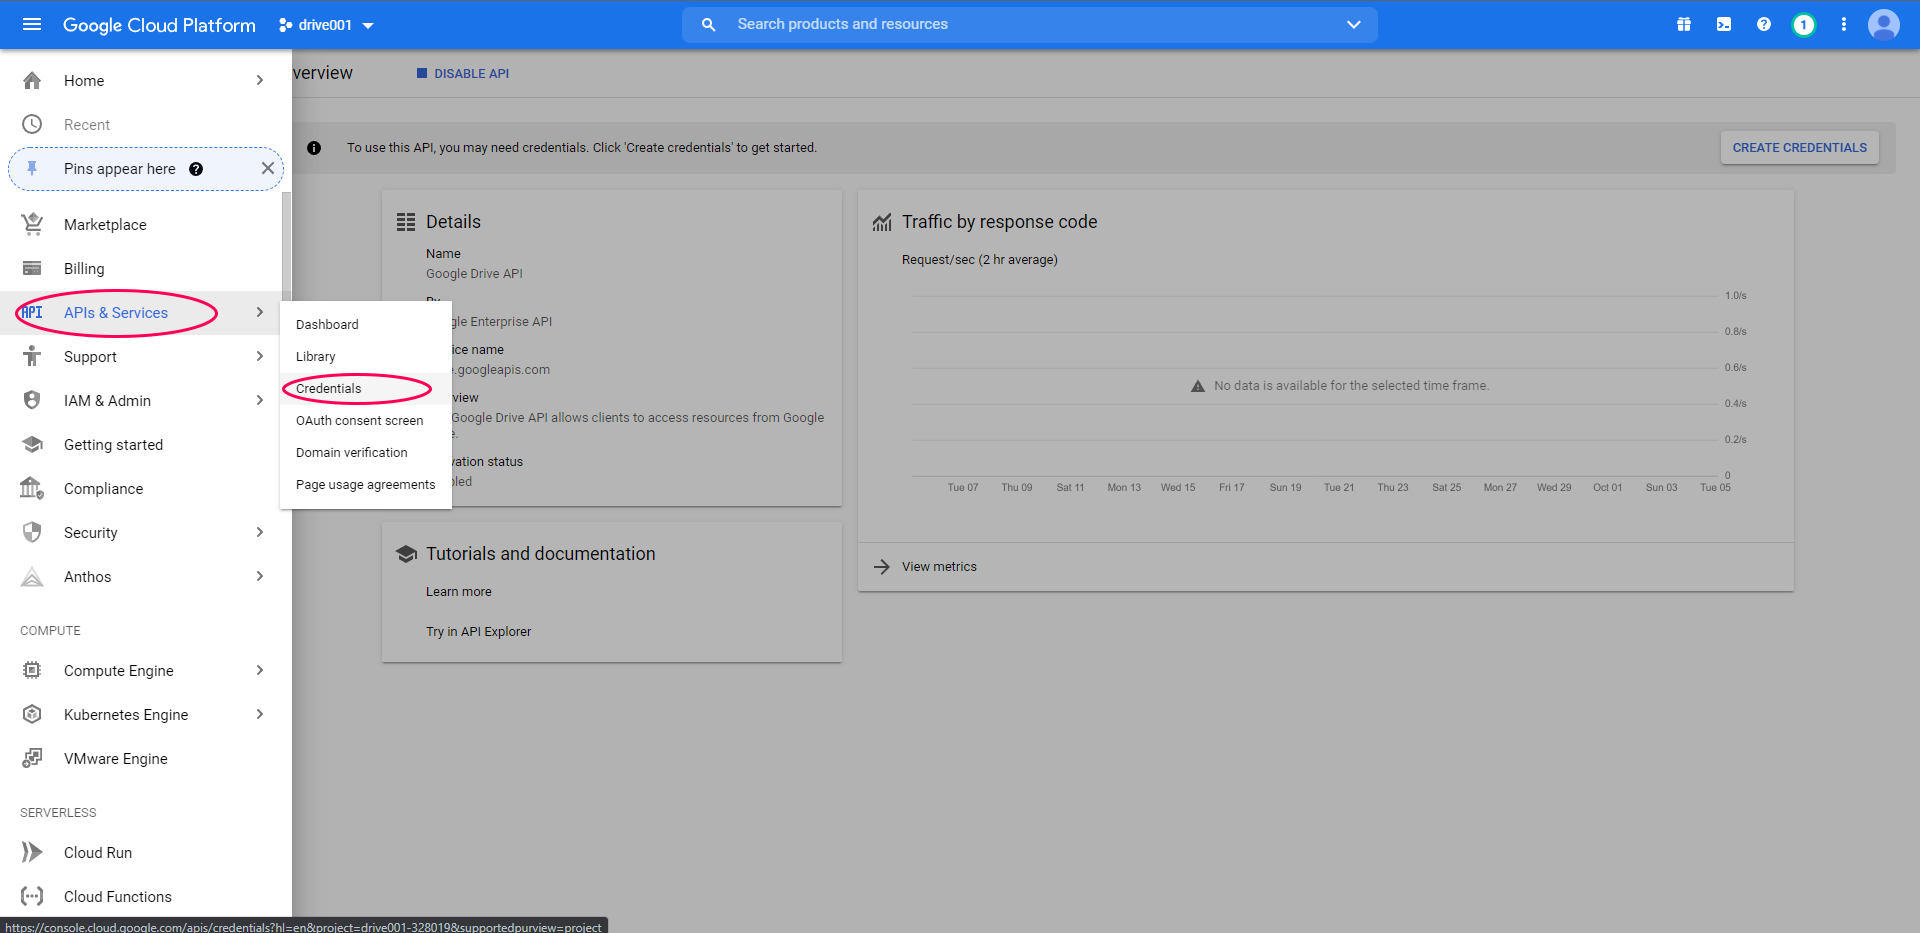 Google Cloud Platform
drive001
Search products and resources
1
Home
Recent
Pins appear here
Marketplace
Billing
API APIs & Services
Support
IAM & Admin
Getting started
Compliance
Security
Anthos
COMPUTE
Compute Engine
Kubernetes Engine
VMware Engine
SERVERLESS
Cloud Run
Cloud Functions
https://console.cloud.google.com/apis/credentials?hl=en&project=drive001-328019&supportedpurview=project
Dashboard
Library
Credentials
OAuth consent screen
Domain verification
Page usage agreements
verview
DISABLE API
To use this API, you may need credentials. Click 'Create credentials' to get started.
CREATE CREDENTIALS
Details
Name
Google Drive API
gle Enterprise API
ice name
.googleapis.com
view
Google Drive API allows clients to access resources from Google
e.
vation status
bled
Tutorials and documentation
Learn more
Try in API Explorer
Traffic by response code
Request/sec (2 hr average)
1.0/s
0.8/s
0.6/s
No data is available for the selected time frame.
0.4/s
0.2/s
0
Tue 07 Thu 09 Sat 11 Mon 13 Wed 15 Fri 17 Sun 19 Tue 21 Thu 23 Sat 25 Mon 27 Wed 29 Oct 01 Sun 03 Tue 05
View metrics